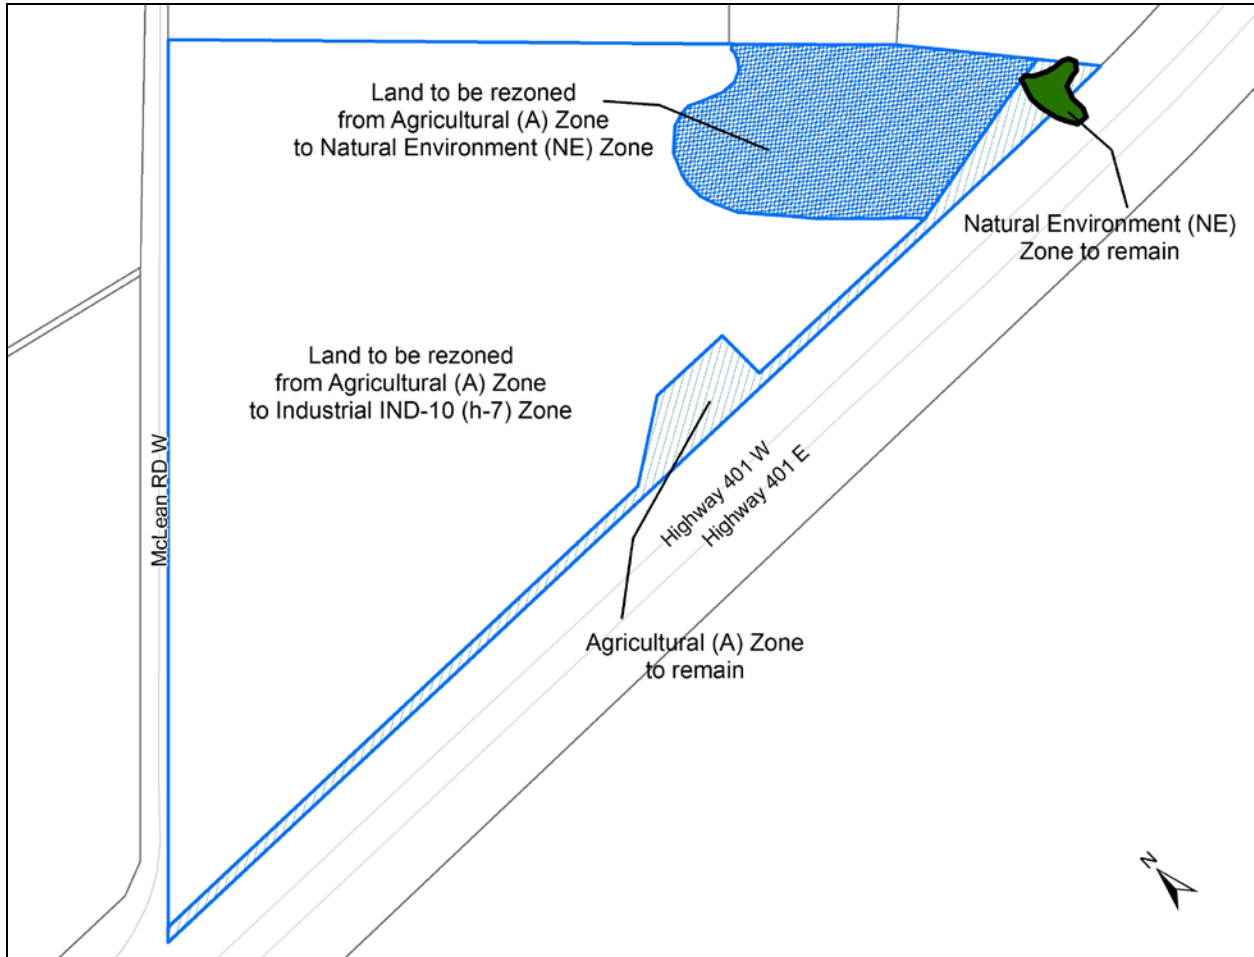 Land to be rezoned
from Agricultural (A) Zone
to Natural Environment (NE) Zone
Natural Environment (NE)
Zone to remain
Land to be rezoned
from Agricultural (A) Zone
to Industrial IND-10 (h-7) Zone
McLean RD W
Highway 401 W
Highway 401 E
Agricultural (A) Zone
to remain
N